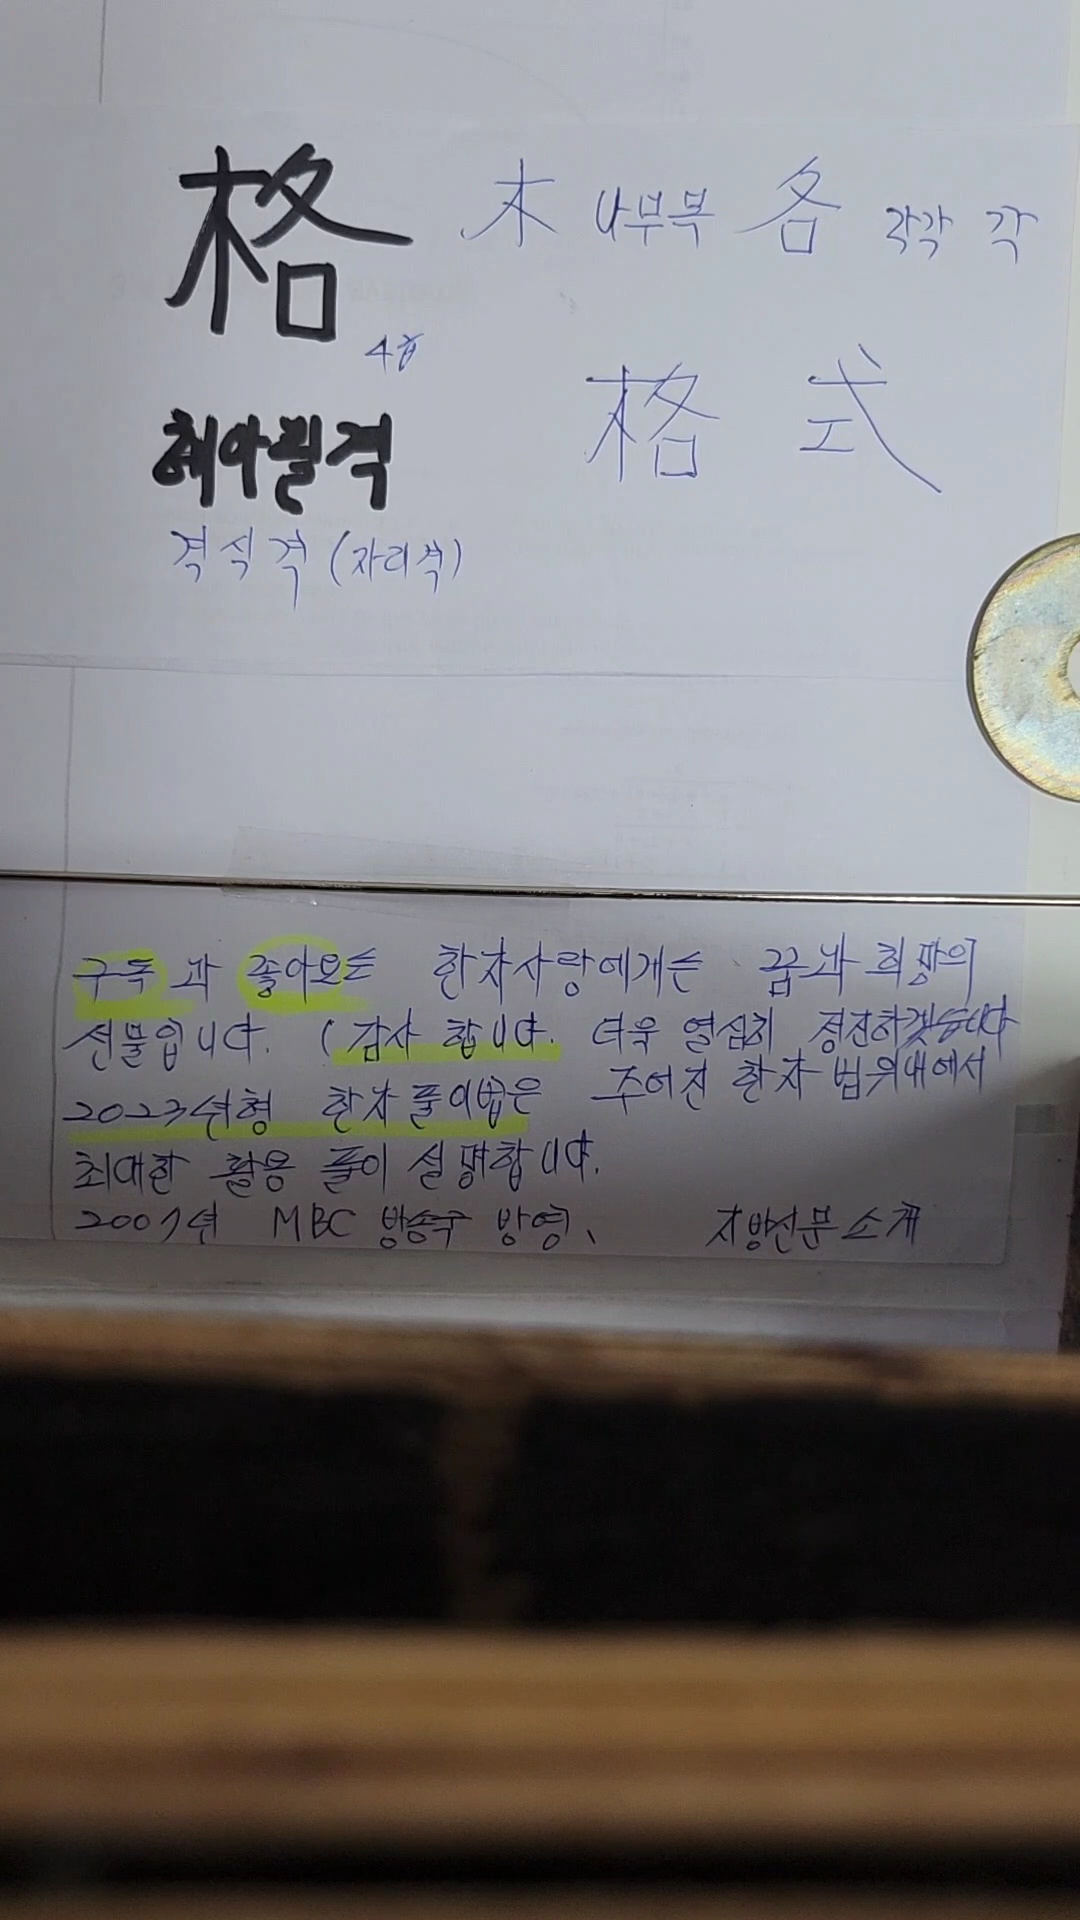 格 木 나무부 各 각각 각
4급
格 式
헤아릴격
격식격 (자리격)
구독과 좋아요는 한자사랑에게는 꿈과 희망의
선물입니다. (감사 합니다. 더욱 열심히 정진하겠습니다
2023년형 한자풀이법은 주어진 한자 범위내에서
최대한 활용 풀이 설명합니다.
2007년 MBC 방송국 방영、 지방신문소개